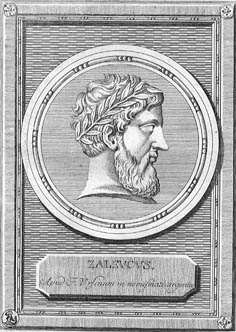 ZALEVCVS,
Apud F. Vrsinum in nomismate argenteo